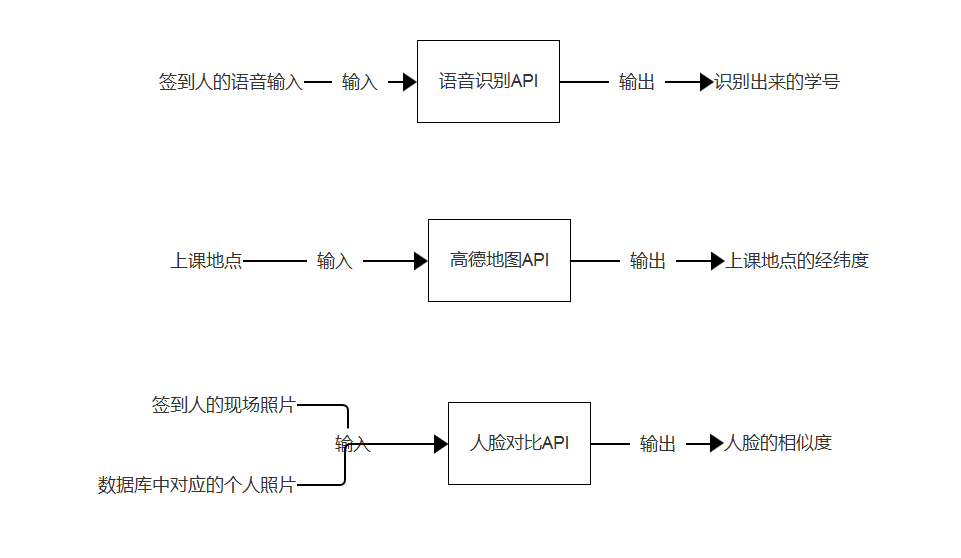 签到人的语音输入 输入 语音识别API 输出 识别出来的学号
上课地点 输入 高德地图API 输出 上课地点的经纬度
签到人的现场照片
输入 人脸对比API 输出 人脸的相似度
数据库中对应的个人照片